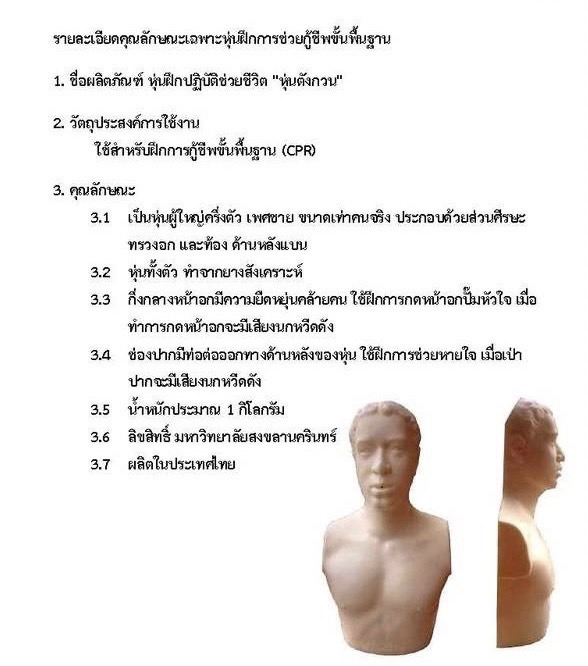 รายละเอียดคุณลักษณะเฉพาะหุ่นฝึกการช่วยกู้ชีพขั้นพื้นฐาน
1. ชื่อผลิตภัณฑ์ หุ่นฝึกปฏิบัติช่วยชีวิต "หุ่นดังกวน"
2. วัตถุประสงค์การใช้งาน
ใช้สำหรับฝึกการกู้ชีพขั้นพื้นฐาน (CPR)
3. คุณลักษณะ
3.1 เป็นหุ่นผู้ใหญ่ครึ่งตัว เพศชาย ขนาดเท่าคนจริง ประกอบด้วยส่วนศีรษะ
ทรวงอก และท้อง ด้านหลังแบน
3.2 หุ่นทั้งตัว ทำจากยางสังเคราะห์
3.3 กึ่งกลางหน้าอกมีความยืดหยุ่นคล้ายคน ใช้ฝึกการกดหน้าอกปั๊มหัวใจ เมื่อ
ทำการกดหน้าอกจะมีเสียงนกหวีดดัง
3.4 ช่องปากมีท่อต่อออกทางด้านหลังของหุ่น ใช้ฝึกการช่วยหายใจ เมื่อเป่า
ปากจะมีเสียงนกหวีดดัง
3.5 น้ำหนักประมาณ 1 กิโลกรัม
3.6 ลิขสิทธิ์ มหาวิทยาลัยสงขลานครินทร์
3.7 ผลิตในประเทศไทย